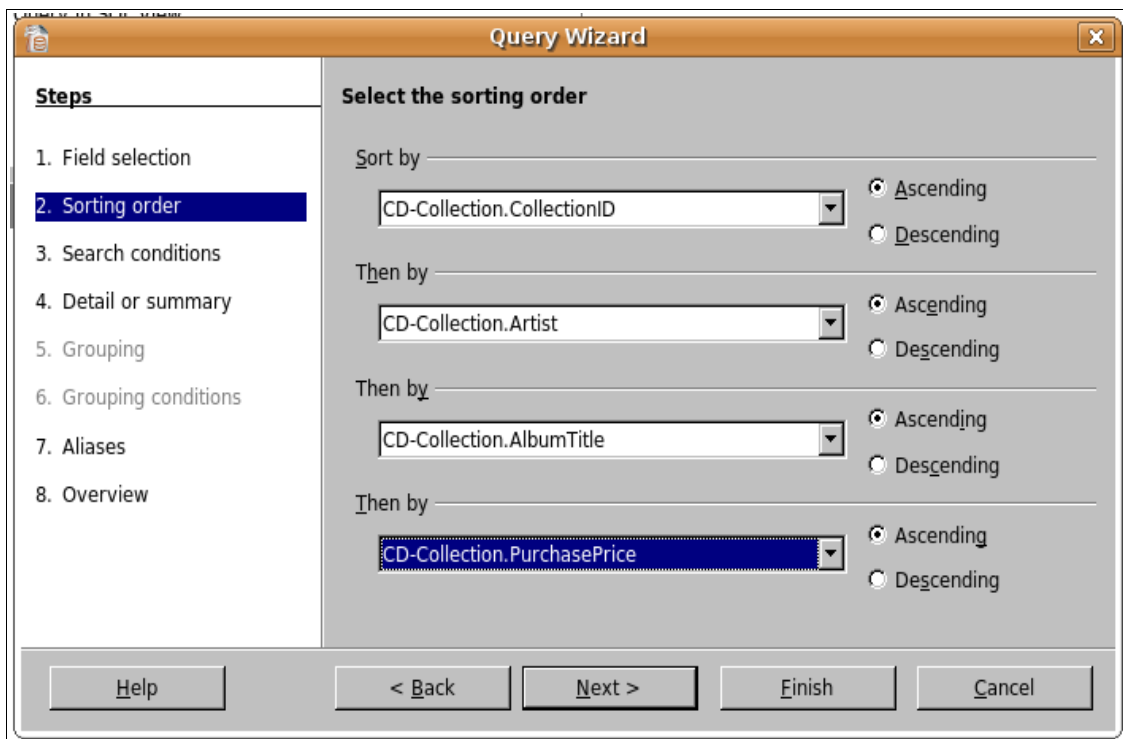 Query Wizard
Steps
1. Field selection
2. Sorting order
3. Search conditions
4. Detail or summary
5. Grouping
6. Grouping conditions
7. Aliases
8. Overview
Select the sorting order
Sort by
CD-Collection.CollectionID
Ascending
Descending
Then by
CD-Collection.Artist
Ascending
Descending
Then by
CD-Collection.AlbumTitle
Ascending
Descending
Then by
CD-Collection.PurchasePrice
Ascending
Descending
Help
< Back
Next >
Finish
Cancel